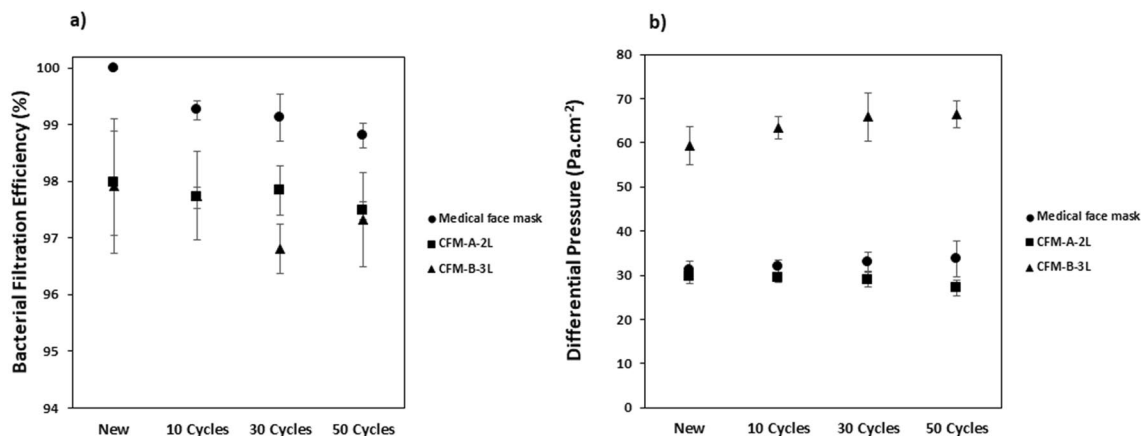 a)
Bacterial Filtration Efficiency (%)
100
99
98
97
96
95
94
New 10 Cycles 30 Cycles 50 Cycles
Medical face mask
CFM-A-2L
CFM-B-3L
b)
Differential Pressure (Pa.cm-2)
80
70
60
50
40
30
20
10
0
New 10 Cycles 30 Cycles 50 Cycles
Medical face mask
CFM-A-2L
CFM-B-3L